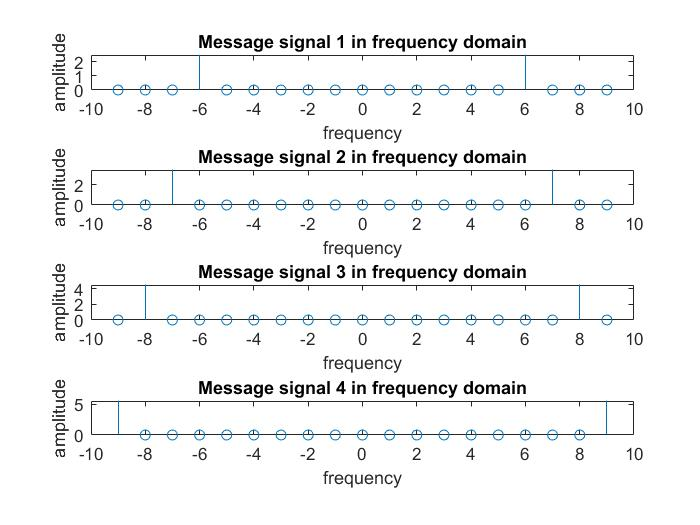 Message signal 1 in frequency domain
amplitude
2
1
0
-10 -8 -6 -4 -2 0 2 4 6 8 10
frequency
Message signal 2 in frequency domain
amplitude
2
0
-10 -8 -6 -4 -2 0 2 4 6 8 10
frequency
Message signal 3 in frequency domain
amplitude
4
2
0
-10 -8 -6 -4 -2 0 2 4 6 8 10
frequency
Message signal 4 in frequency domain
amplitude
5
0
-10 -8 -6 -4 -2 0 2 4 6 8 10
frequency